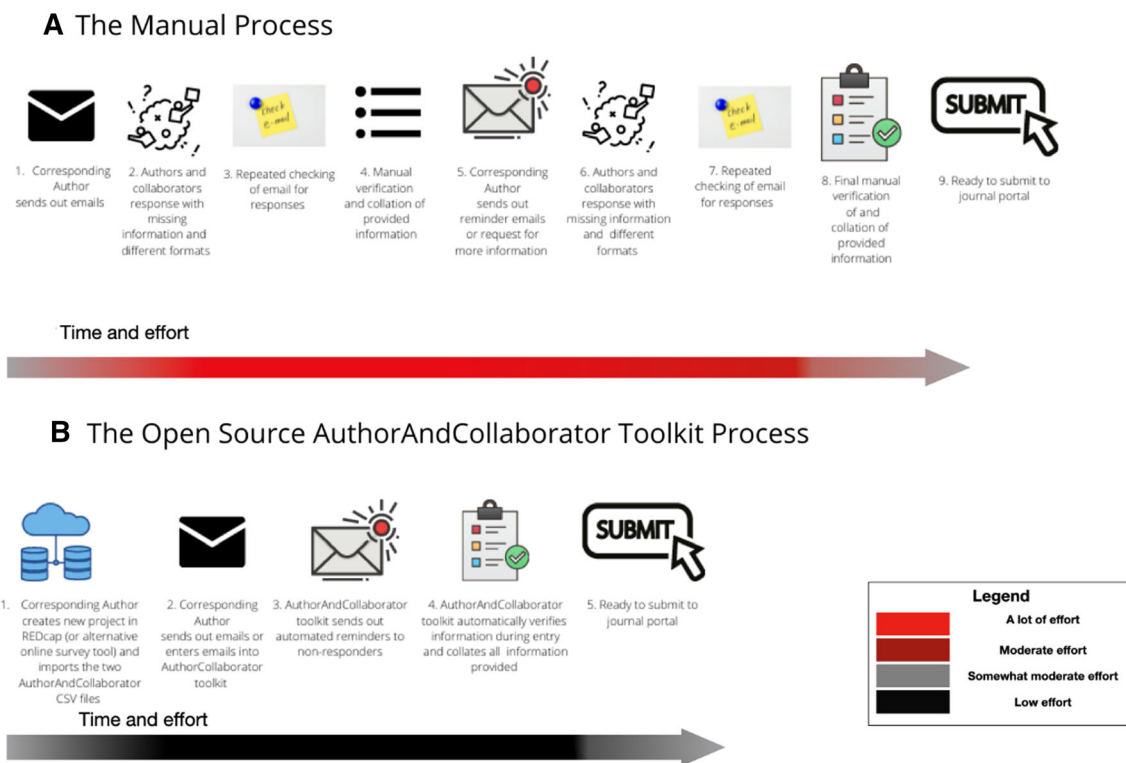 A The Manual Process
check
e-mail
check
e-mail
SUBMIT
1. Corresponding
Author
sends out emails
2. Authors and
collaborators
response with
missing
information and
different formats
3. Repeated checking
of email for
responses
4. Manual
verification
and collation of
provided
information
5. Corresponding
Author
sends out
reminder emails
or request for
more information
6. Authors and
collaborators
response with
missing information
and different
formats
7. Repeated
checking of email
for responses
8. Final manual
verification
of and
collation of
provided
information
9. Ready to submit to
journal portal
Time and effort
B The Open Source AuthorAndCollaborator Toolkit Process
SUBMIT
1. Corresponding Author
creates new project in
REDcap (or alternative
online survey tool) and
imports the two
AuthorAndCollaborator
CSV files
2. Corresponding
Author
sends out emails or
enters emails into
AuthorCollaborator
toolkit
3. AuthorAndCollaborator
toolkit sends out
automated reminders to
non-responders
4. AuthorAndCollaborator
toolkit automatically verifies
information during entry
and collates all information
provided
5. Ready to submit to
journal portal
Time and effort
Legend
A lot of effort
Moderate effort
Somewhat moderate effort
Low effort